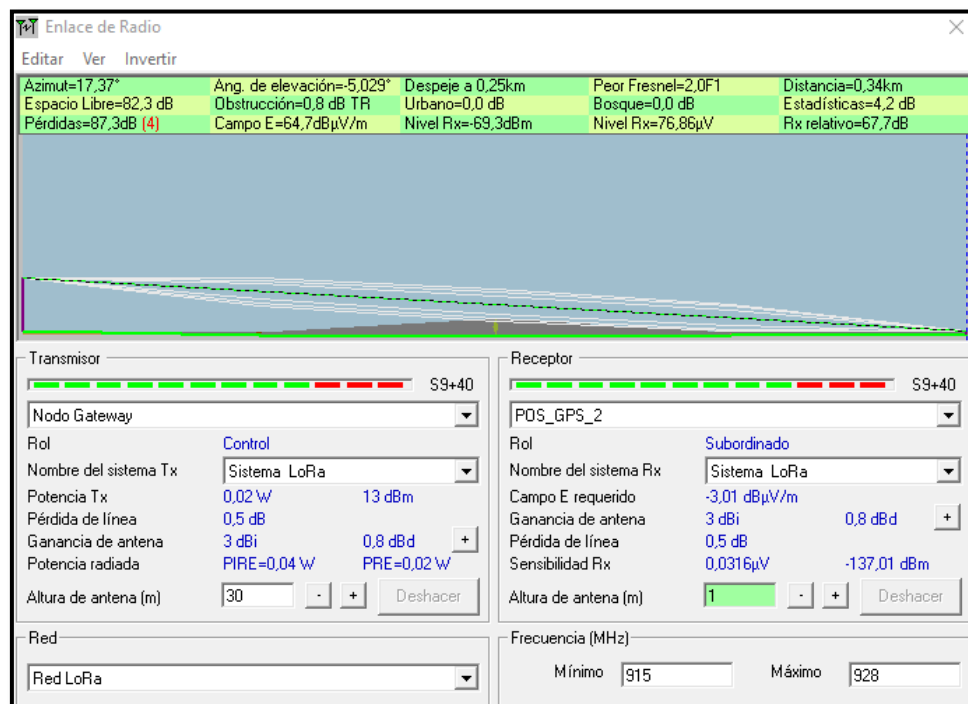 Enlace de Radio
Editar Ver Invertir
Azimut=17,37° Ang. de elevación=-5,029° Despeje a 0,25km Peor Fresnel=2,0F1 Distancia=0,34km
Espacio Libre=82,3 dB Obstrucción=0,8 dB TR Urbano=0,0 dB Bosque=0,0 dB Estadísticas=4,2 dB
Pérdidas=87,3dB (4) Campo E=64,7dBµV/m Nivel Rx=-69,3dBm Nivel Rx=76,86µV Rx relativo=67,7dB
Transmisor
S9+40
Nodo Gateway
Rol Control
Nombre del sistema Tx Sistema LoRa
Potencia Tx 0,02 W 13 dBm
Pérdida de línea 0,5 dB
Ganancia de antena 3 dBi 0,8 dBd +
Potencia radiada PIRE=0,04 W PRE=0,02 W
Altura de antena (m) 30 - + Deshacer
Receptor
S9+40
POS_GPS_2
Rol Subordinado
Nombre del sistema Rx Sistema LoRa
Campo E requerido -3,01 dBµV/m
Ganancia de antena 3 dBi 0,8 dBd +
Pérdida de línea 0,5 dB
Sensibilidad Rx 0,0316µV -137,01 dBm
Altura de antena (m) 1 - + Deshacer
Red
Red LoRa
Frecuencia (MHz)
Mínimo 915 Máximo 928